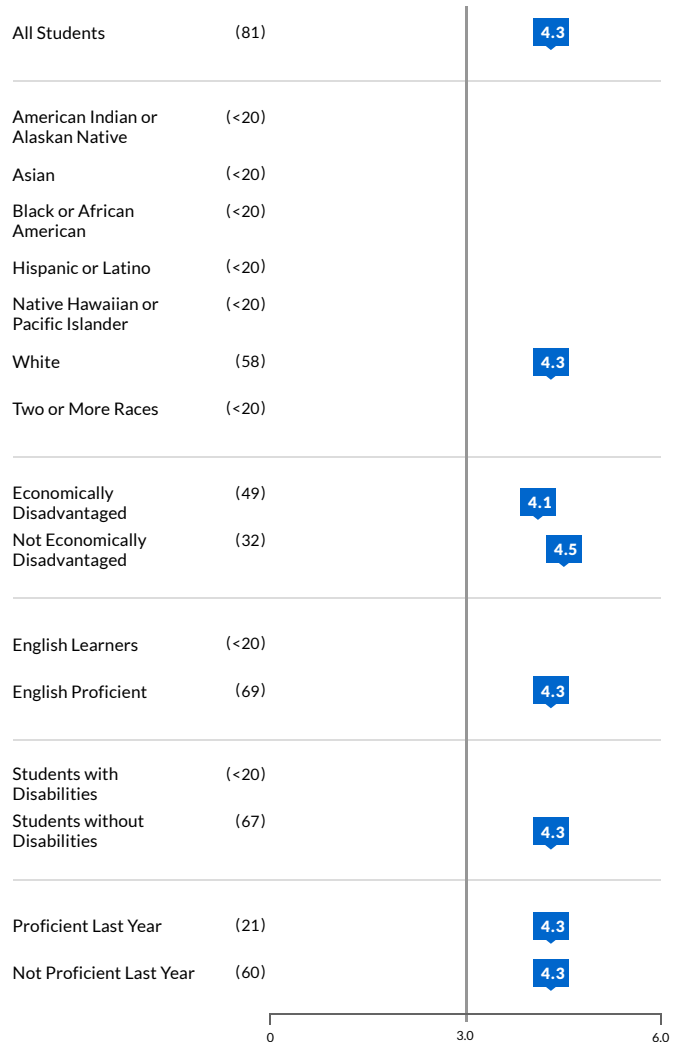 All Students (81) 4.3
American Indian or (<20)
Alaskan Native
Asian (<20)
Black or African (<20)
American
Hispanic or Latino (<20)
Native Hawaiian or (<20)
Pacific Islander
White (58) 4.3
Two or More Races (<20)
Economically (49) 4.1
Disadvantaged
Not Economically (32) 4.5
Disadvantaged
English Learners (<20)
English Proficient (69) 4.3
Students with (<20)
Disabilities
Students without (67) 4.3
Disabilities
Proficient Last Year (21) 4.3
Not Proficient Last Year (60) 4.3
0 3.0 6.0